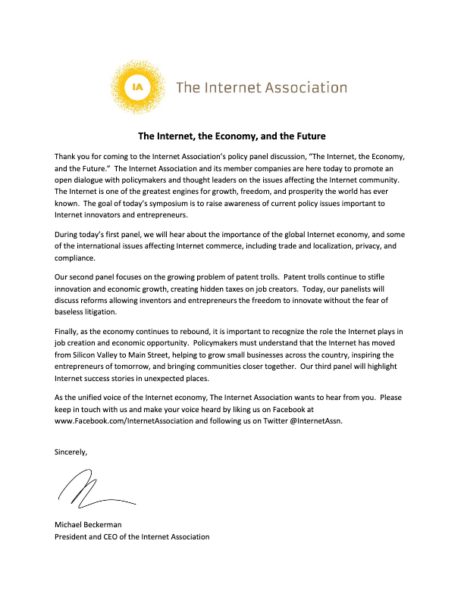 IA The Internet Association
The Internet, the Economy, and the Future
Thank you for coming to the Internet Association's policy panel discussion, "The Internet, the Economy,
and the Future." The Internet Association and its member companies are here today to promote an
open dialogue with policymakers and thought leaders on the issues affecting the Internet community.
The Internet is one of the greatest engines for growth, freedom, and prosperity the world has ever
known. The goal of today's symposium is to raise awareness of current policy issues important to
Internet innovators and entrepreneurs.
During today's first panel, we will hear about the importance of the global Internet economy, and some
of the international issues affecting Internet commerce, including trade and localization, privacy, and
compliance.
Our second panel focuses on the growing problem of patent trolls. Patent trolls continue to stifle
innovation and economic growth, creating hidden taxes on job creators. Today, our panelists will
discuss reforms allowing inventors and entrepreneurs the freedom to innovate without the fear of
baseless litigation.
Finally, as the economy continues to rebound, it is important to recognize the role the Internet plays in
job creation and economic opportunity. Policymakers must understand that the Internet has moved
from Silicon Valley to Main Street, helping to grow small businesses across the country, inspiring the
entrepreneurs of tomorrow, and bringing communities closer together. Our third panel will highlight
Internet success stories in unexpected places.
As the unified voice of the Internet economy, The Internet Association wants to hear from you. Please
keep in touch with us and make your voice heard by liking us on Facebook at
www.Facebook.com/InternetAssociation and following us on Twitter @InternetAssn.
Sincerely,
Michael Beckerman
President and CEO of the Internet Association